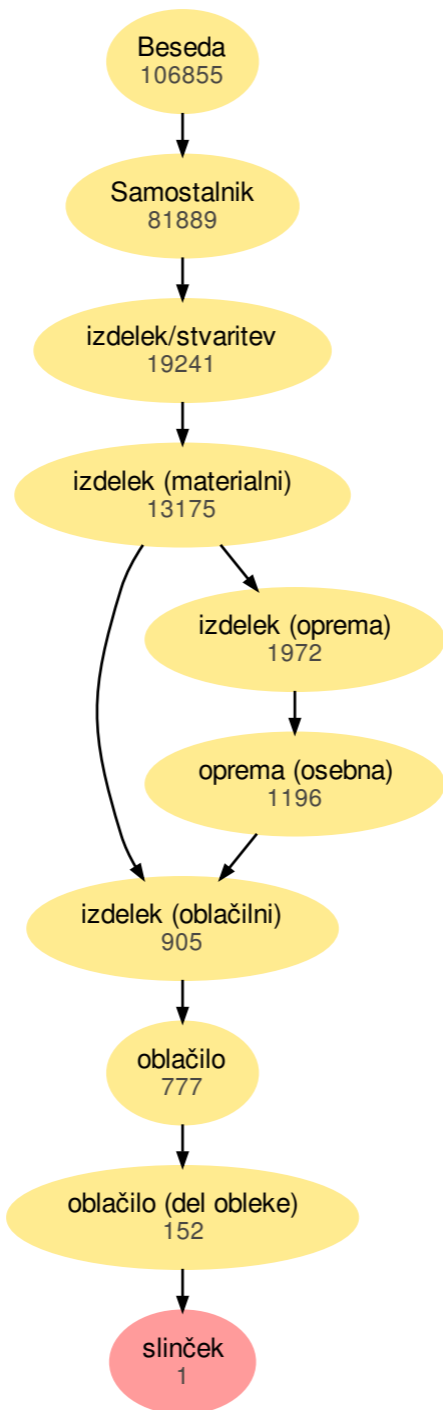 Beseda
106855
Samostalnik
81889
izdelek/stvaritev
19241
izdelek (materialni)
13175
izdelek (oprema)
1972
oprema (osebna)
1196
izdelek (oblačilni)
905
oblačilo
777
oblačilo (del obleke)
152
slinček
1